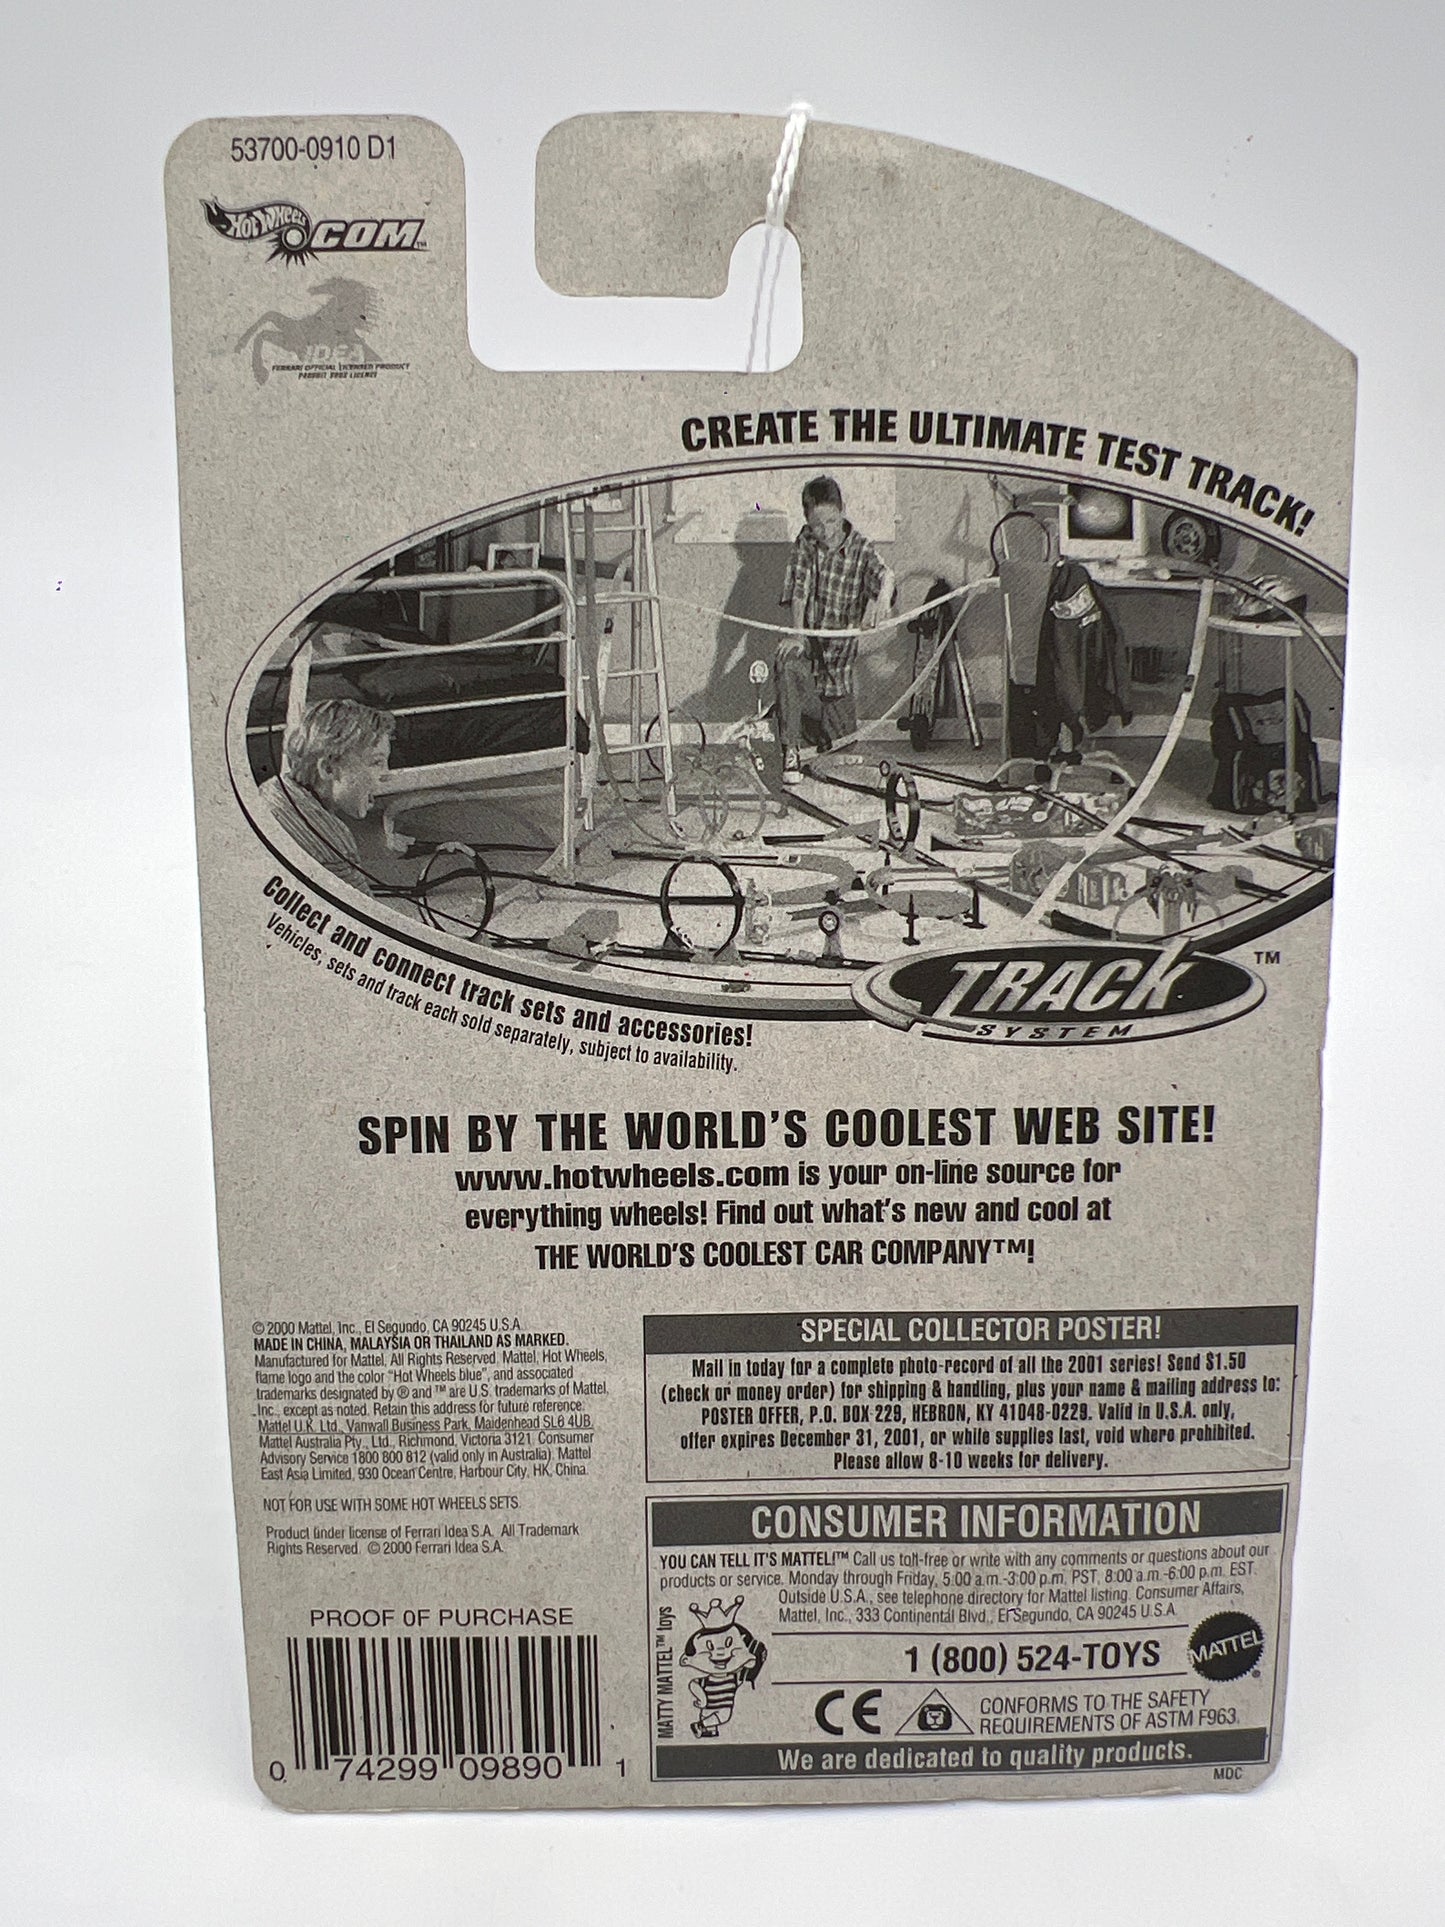 53700-0910 D1
HOT WHEELS .COM™
IDEA
FERRARI OFFICIAL LICENSED PRODUCT
PRODUIT SOUS LICENCE
CREATE THE ULTIMATE TEST TRACK!
Collect and connect track sets and accessories!
Vehicles, sets and track each sold separately, subject to availability.
TRACK ™
SYSTEM
SPIN BY THE WORLD'S COOLEST WEB SITE!
www.hotwheels.com is your on-line source for
everything wheels! Find out what's new and cool at
THE WORLD'S COOLEST CAR COMPANY™!
© 2000 Mattel, Inc., El Segundo, CA 90245 U.S.A.
MADE IN CHINA, MALAYSIA OR THAILAND AS MARKED.
Manufactured for Mattel. All Rights Reserved. Mattel, Hot Wheels,
flame logo and the color "Hot Wheels blue", and associated
trademarks designated by ® and ™ are U.S. trademarks of Mattel,
Inc., except as noted. Retain this address for future reference:
Mattel U.K. Ltd., Vanwall Business Park, Maidenhead SL6 4UB.
Mattel Australia Pty., Ltd., Richmond, Victoria 3121. Consumer
Advisory Service 1800 800 812 (valid only in Australia). Mattel
East Asia Limited, 930 Ocean Centre, Harbour City, HK, China.
NOT FOR USE WITH SOME HOT WHEELS SETS.
Product under license of Ferrari Idea S.A. All Trademark
Rights Reserved. © 2000 Ferrari Idea S.A.
PROOF OF PURCHASE
0 74299 09890 1
SPECIAL COLLECTOR POSTER!
Mail in today for a complete photo-record of all the 2001 series! Send $1.50
(check or money order) for shipping & handling, plus your name & mailing address to:
POSTER OFFER, P.O. BOX 229, HEBRON, KY 41048-0229. Valid in U.S.A. only,
offer expires December 31, 2001, or while supplies last, void where prohibited.
Please allow 8-10 weeks for delivery.
CONSUMER INFORMATION
YOU CAN TELL IT'S MATTEL!™ Call us toll-free or write with any comments or questions about our
products or service. Monday through Friday, 5:00 a.m.-3:00 p.m. PST, 8:00 a.m.-6:00 p.m. EST.
Outside U.S.A., see telephone directory for Mattel listing. Consumer Affairs,
Mattel, Inc., 333 Continental Blvd., El Segundo, CA 90245 U.S.A.
MATTY MATTEL™ toys
1 (800) 524-TOYS
MATTEL®
CE
CONFORMS TO THE SAFETY
REQUIREMENTS OF ASTM F963.
We are dedicated to quality products.
MDC